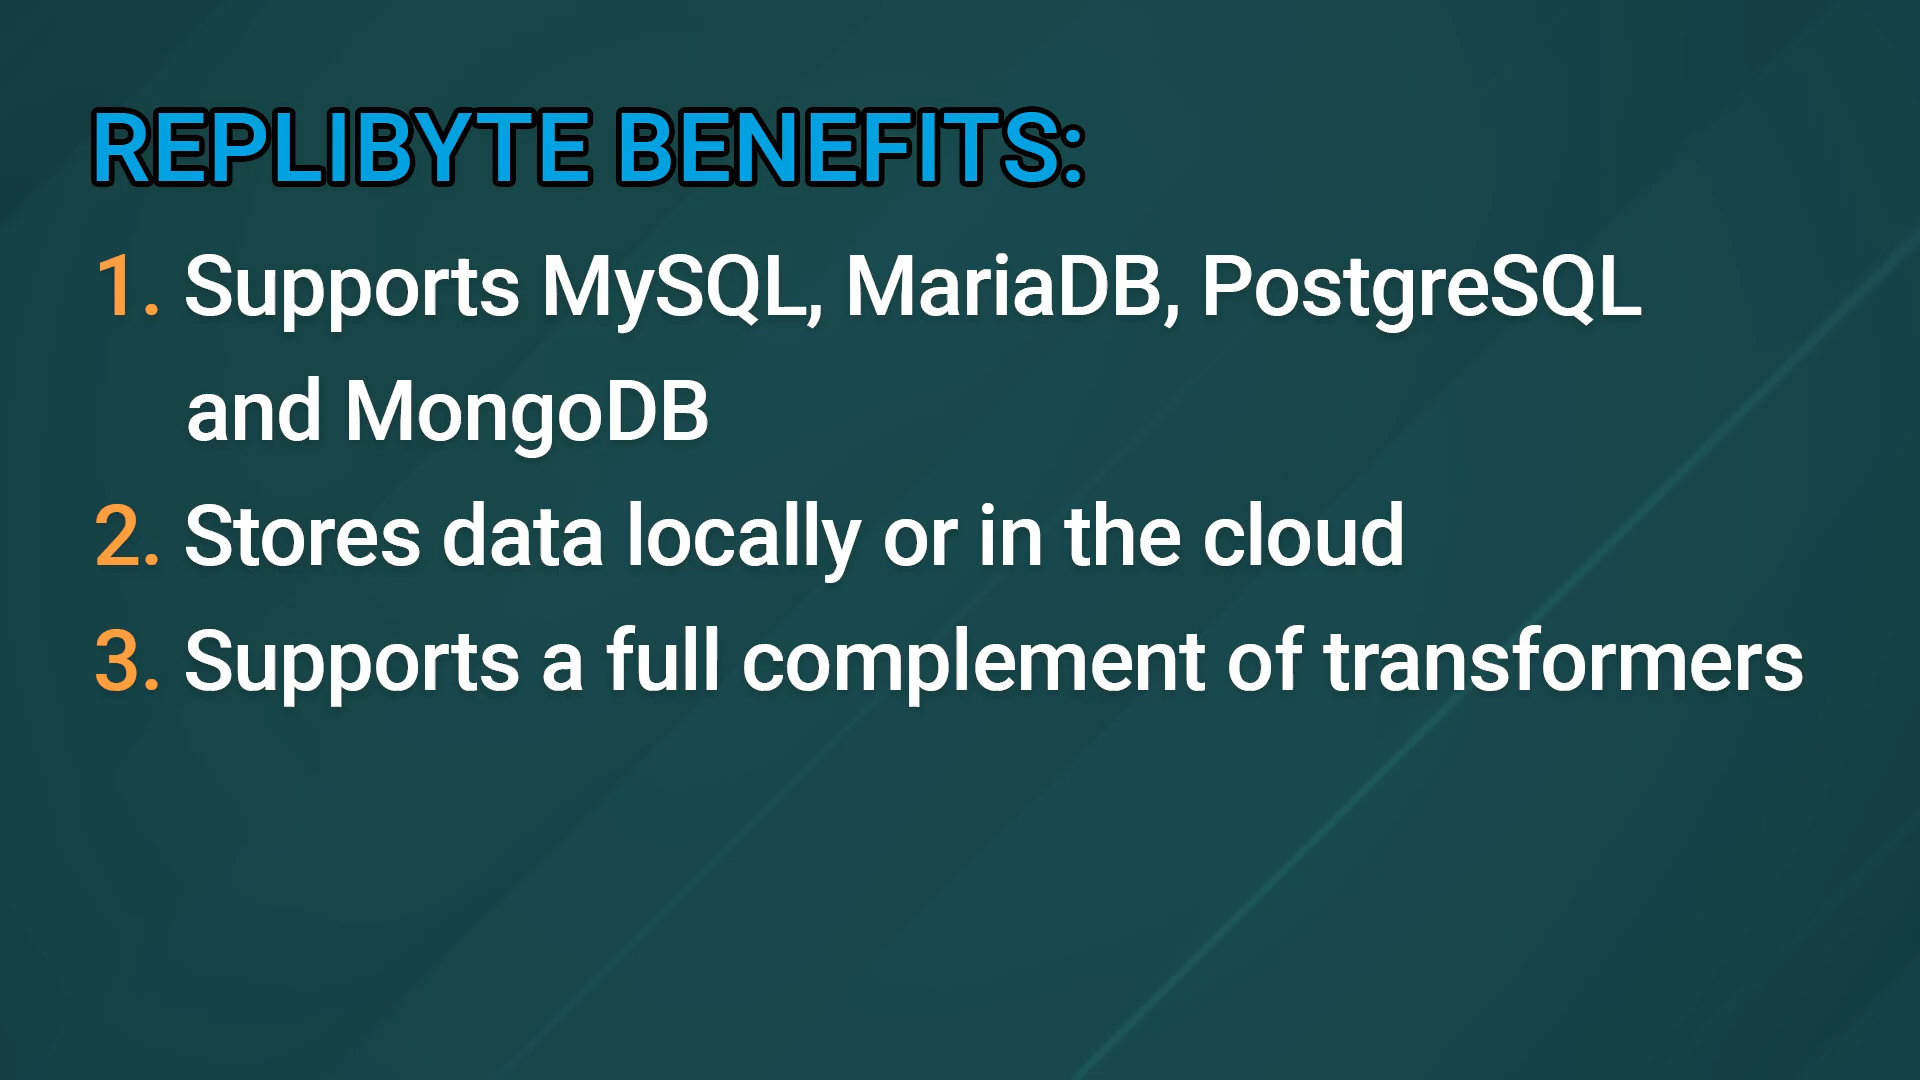 REPLIBYTE BENEFITS:
1. Supports MySQL, MariaDB, PostgreSQL
and MongoDB
2. Stores data locally or in the cloud
3. Supports a full complement of transformers